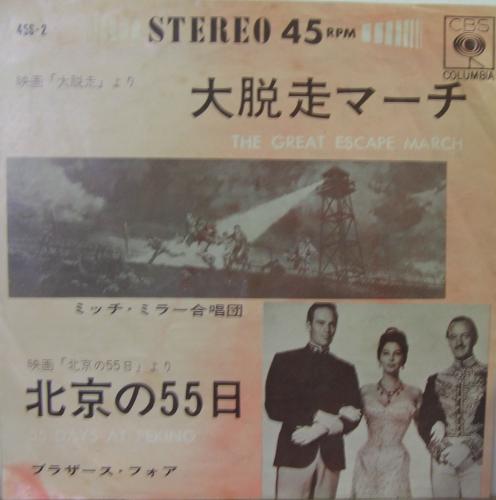 4SS-2
STEREO 45 RPM
CBS
COLUMBIA
映画「大脱走」より
大脱走マーチ
THE GREAT ESCAPE MARCH
ミッチ・ミラー合唱団
映画「北京の55日」より
北京の55日
55 DAYS AT PEKING
ブラザース・フォア